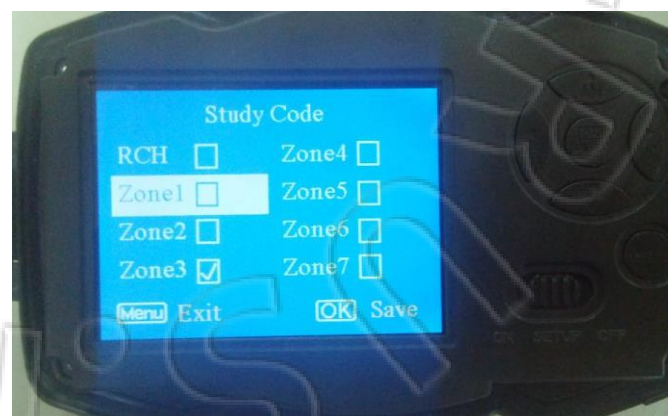 Study Code
RCH Zone4
Zone1 Zone5
Zone2 Zone6
Zone3 Zone7
Menu Exit OK Save
ON SETUP OFF